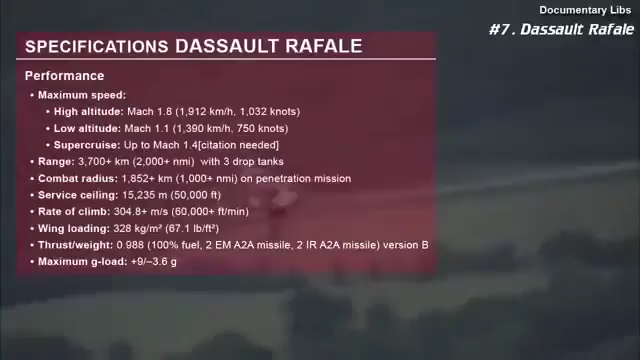 Documentary Libs
#7. Dassault Rafale
SPECIFICATIONS DASSAULT RAFALE
Performance
• Maximum speed:
• High altitude: Mach 1.8 (1,912 km/h, 1,032 knots)
• Low altitude: Mach 1.1 (1,390 km/h, 750 knots)
• Supercruise: Up to Mach 1.4[citation needed]
• Range: 3,700+ km (2,000+ nmi) with 3 drop tanks
• Combat radius: 1,852+ km (1,000+ nmi) on penetration mission
• Service ceiling: 15,235 m (50,000 ft)
• Rate of climb: 304.8+ m/s (60,000+ ft/min)
• Wing loading: 328 kg/m² (67.1 lb/ft²)
• Thrust/weight: 0.988 (100% fuel, 2 EM A2A missile, 2 IR A2A missile) version B
• Maximum g-load: +9/–3.6 g